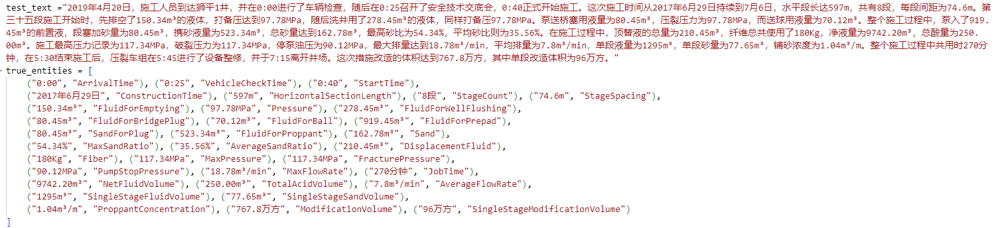 test_text ="2019年4月20日，施工人员到达狮平1井，并在0:00进行了车辆检查，随后在0:25召开了安全技术交底会，0:40正式开始施工。这次施工时间从2017年6月29日持续到7月6日，水平段长达597m，共有8段，每段间距为74.6m。第
三十五段施工开始时，先排空了150.34m³的液体，打备压达到97.78MPa，随后洗井用了278.45m³的液体，同样打备压97.78MPa。泵送桥塞用液量为80.45m³，压裂压力为97.78MPa，而送球用液量为70.12m³。整个施工过程中，泵入了919.
45m³的前置液，段塞加砂量为80.45m³，携砂液量为523.34m³，总砂量达到162.78m³，最高砂比为54.34%，平均砂比则为35.56%。在施工过程中，顶替液的总量为210.45m³，纤维总共使用了180Kg，净液量为9742.20m³，总酸量为250.
00m³。施工最高压力记录为117.34MPa，破裂压力为117.34MPa，停泵油压为90.12MPa，最大排量达到18.78m³/min，平均排量为7.8m³/min，单段液量为1295m³，单段砂量为77.65m³，铺砂浓度为1.04m³/m。整个施工过程中共用时270分
钟，在5:30结束施工后，压裂车组在5:45进行了设备整修，并于7:15离开井场。这次措施改造的体积达到767.8万方，其中单段改造体积为96万方。"
true_entities = [
("0:00", "ArrivalTime"), ("0:25", "VehicleCheckTime"), ("0:40", "StartTime"),
("2017年6月29日", "ConstructionTime"), ("597m", "HorizontalSectionLength"), ("8段", "StageCount"), ("74.6m", "StageSpacing"),
("150.34m³", "FluidForEmptying"), ("97.78MPa", "Pressure"), ("278.45m³", "FluidForWellFlushing"),
("80.45m³", "FluidForBridgePlug"), ("70.12m³", "FluidForBall"), ("919.45m³", "FluidForPrepad"),
("80.45m³", "SandForPlug"), ("523.34m³", "FluidForProppant"), ("162.78m³", "Sand"),
("54.34%", "MaxSandRatio"), ("35.56%", "AverageSandRatio"), ("210.45m³", "DisplacementFluid"),
("180Kg", "Fiber"), ("117.34MPa", "MaxPressure"), ("117.34MPa", "FracturePressure"),
("90.12MPa", "PumpStopPressure"), ("18.78m³/min", "MaxFlowRate"), ("270分钟", "JobTime"),
("9742.20m³", "NetFluidVolume"), ("250.00m³", "TotalAcidVolume"), ("7.8m³/min", "AverageFlowRate"),
("1295m³", "SingleStageFluidVolume"), ("77.65m³", "SingleStageSandVolume"),
("1.04m³/m", "ProppantConcentration"), ("767.8万方", "ModificationVolume"), ("96万方", "SingleStageModificationVolume")
]